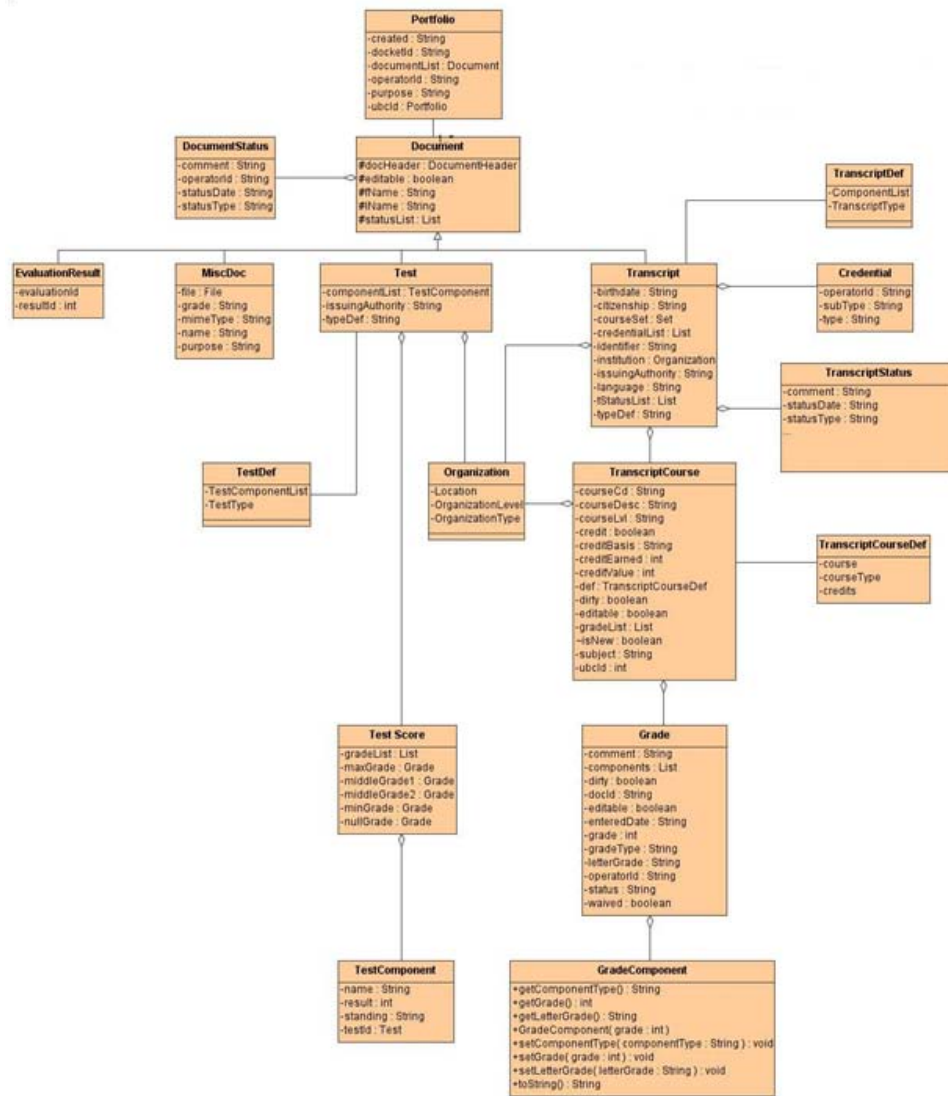 Portfolio
-created : String
-docketId : String
-documentList : Document
-operatorId : String
-purpose : String
-ubcId : Portfolio
DocumentStatus
-comment : String
-operatorId : String
-statusDate : String
-statusType : String
Document
#docHeader : DocumentHeader
#editable : boolean
#fName : String
#lName : String
#statusList : List
TranscriptDef
-ComponentList
-TranscriptType
EvaluationResult
-evaluationId
-resultId : int
MiscDoc
-file : File
-grade : String
-mimeType : String
-name : String
-purpose : String
Test
-componentList : TestComponent
-issuingAuthority : String
-typeDef : String
Transcript
-birthdate : String
-citizenship : String
-courseSet : Set
-credentialList : List
-identifier : String
-institution : Organization
-issuingAuthority : String
-language : String
-tStatusList : List
-typeDef : String
Credential
-operatorId : String
-subType : String
-type : String
TranscriptStatus
-comment : String
-statusDate : String
-statusType : String
...
TestDef
-TestComponentList
-TestType
Organization
-Location
-OrganizationLevel
-OrganizationType
TranscriptCourse
-courseCd : String
-courseDesc : String
-courseLvl : String
-credit : boolean
-creditBasis : String
-creditEarned : int
-creditValue : int
-def : TranscriptCourseDef
-dirty : boolean
-editable : boolean
-gradeList : List
~isNew : boolean
-subject : String
-ubcId : int
TranscriptCourseDef
-course
-courseType
-credits
Test Score
-gradeList : List
-maxGrade : Grade
-middleGrade1 : Grade
-middleGrade2 : Grade
-minGrade : Grade
-nullGrade : Grade
Grade
-comment : String
-components : List
-dirty : boolean
-docId : String
-editable : boolean
-enteredDate : String
-grade : int
-gradeType : String
-letterGrade : String
-operatorId : String
-status : String
-waived : boolean
TestComponent
-name : String
-result : int
-standing : String
-testId : Test
GradeComponent
+getComponentType() : String
+getGrade() : int
+getLetterGrade() : String
+GradeComponent( grade : int )
+setComponentType( componentType : String ) : void
+setGrade( grade : int ) : void
+setLetterGrade( letterGrade : String ) : void
+toString() : String